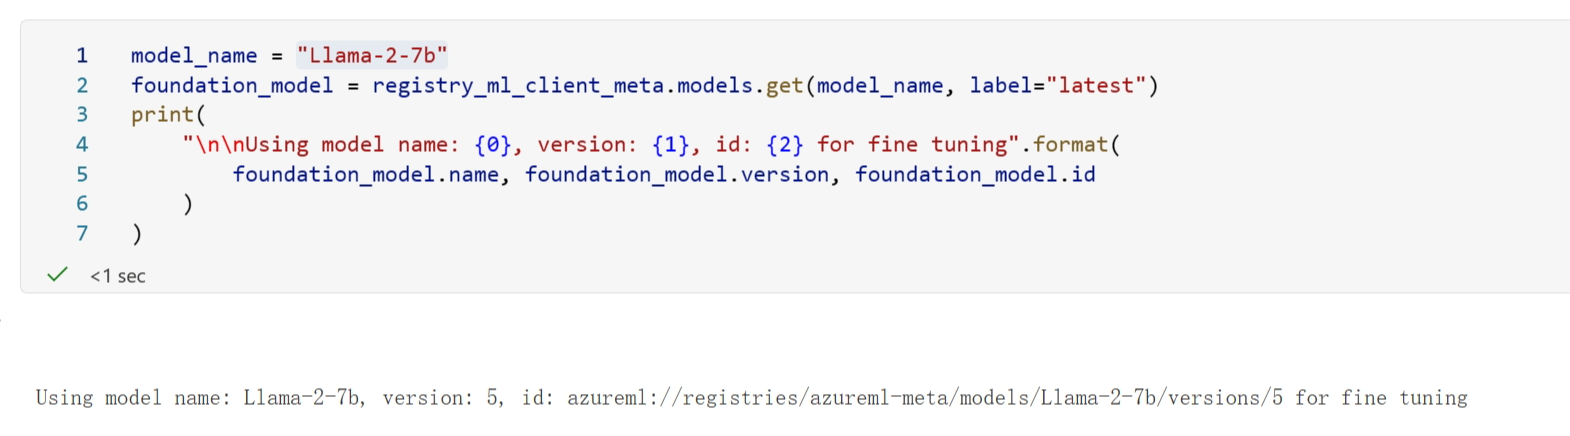 1 model_name = "Llama-2-7b"
2 foundation_model = registry_ml_client_meta.models.get(model_name, label="latest")
3 print(
4     "\n\nUsing model name: {0}, version: {1}, id: {2} for fine tuning".format(
5         foundation_model.name, foundation_model.version, foundation_model.id
6     )
7 )
<1 sec
Using model name: Llama-2-7b, version: 5, id: azureml://registries/azureml-meta/models/Llama-2-7b/versions/5 for fine tuning